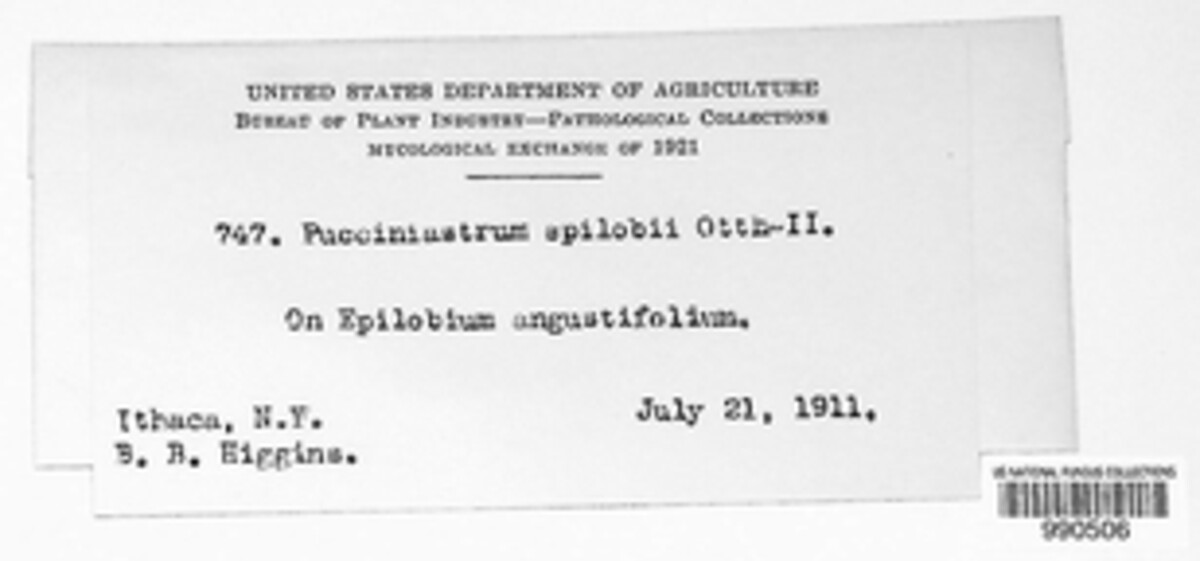 UNITED STATES DEPARTMENT OF AGRICULTURE
BUREAU OF PLANT INDUSTRY—PATHOLOGICAL COLLECTIONS
MYCOLOGICAL EXCHANGE OF 1921
747. Pucciniastrum epilobii Otth-II.
On Epilobium angustifolium.
Ithaca, N.Y.
July 21, 1911.
B. B. Higgins.
US NATIONAL FUNGUS COLLECTIONS
990506